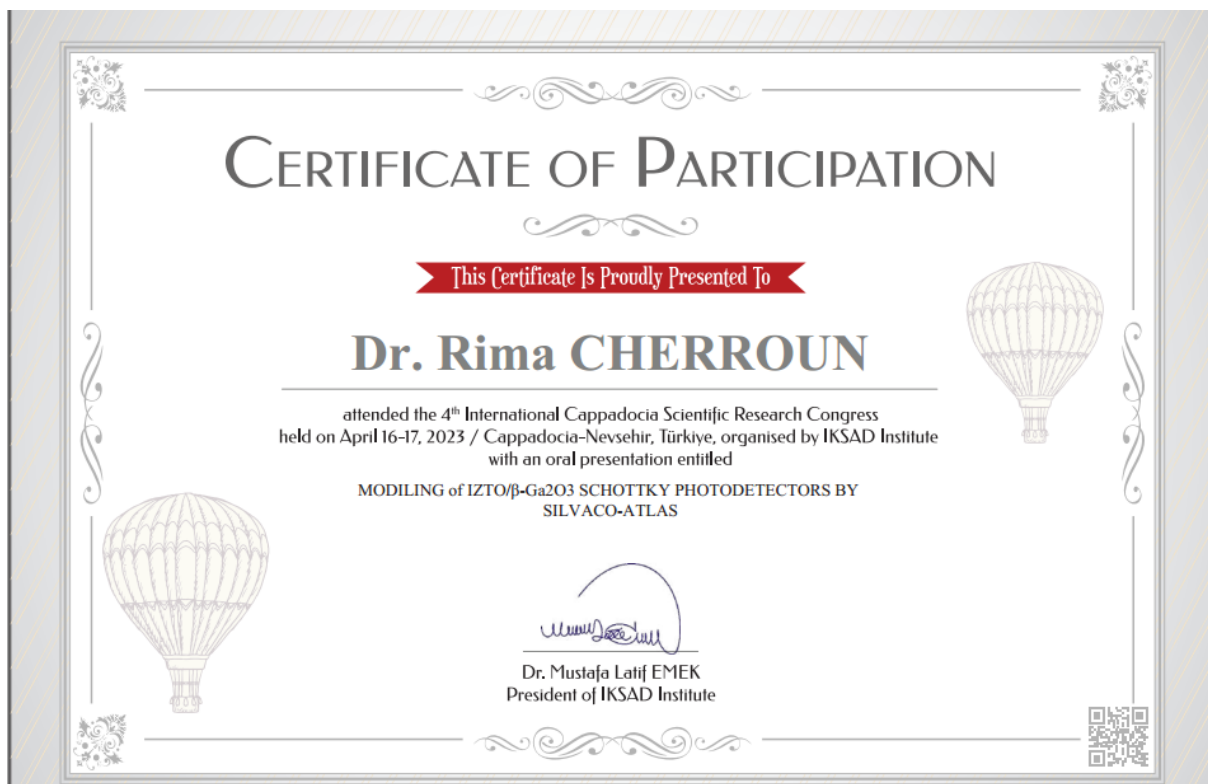 CERTIFICATE OF PARTICIPATION
This Certificate Is Proudly Presented To
Dr. Rima CHERROUN
attended the 4th International Cappadocia Scientific Research Congress
held on April 16-17, 2023 / Cappadocia-Nevsehir, Türkiye, organised by IKSAD Institute
with an oral presentation entitled
MODILING of IZTO/β-Ga2O3 SCHOTTKY PHOTODETECTORS BY
SILVACO-ATLAS
Dr. Mustafa Latif EMEK
President of IKSAD Institute